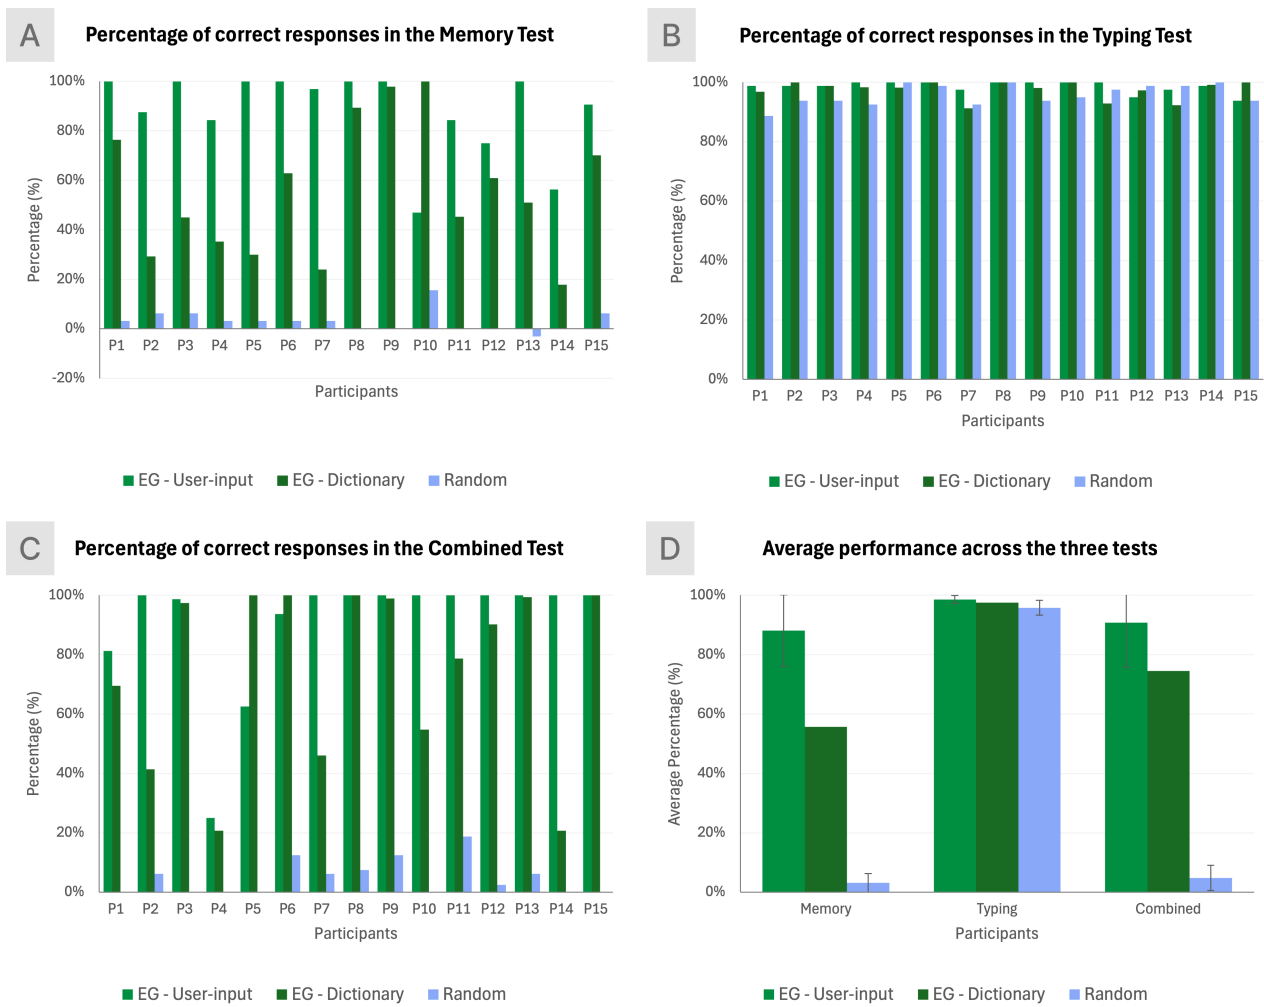 A
Percentage of correct responses in the Memory Test
100%
80%
60%
40%
20%
0%
-20%
Percentage (%)
P1 P2 P3 P4 P5 P6 P7 P8 P9 P10 P11 P12 P13 P14 P15
Participants
EG - User-input EG - Dictionary Random
B
Percentage of correct responses in the Typing Test
100%
80%
60%
40%
20%
0%
Percentage (%)
P1 P2 P3 P4 P5 P6 P7 P8 P9 P10 P11 P12 P13 P14 P15
Participants
EG - User-input EG - Dictionary Random
C
Percentage of correct responses in the Combined Test
100%
80%
60%
40%
20%
0%
Percentage (%)
P1 P2 P3 P4 P5 P6 P7 P8 P9 P10 P11 P12 P13 P14 P15
Participants
EG - User-input EG - Dictionary Random
D
Average performance across the three tests
100%
80%
60%
40%
20%
0%
Average Percentage (%)
Memory Typing Combined
Participants
EG - User-input EG - Dictionary Random